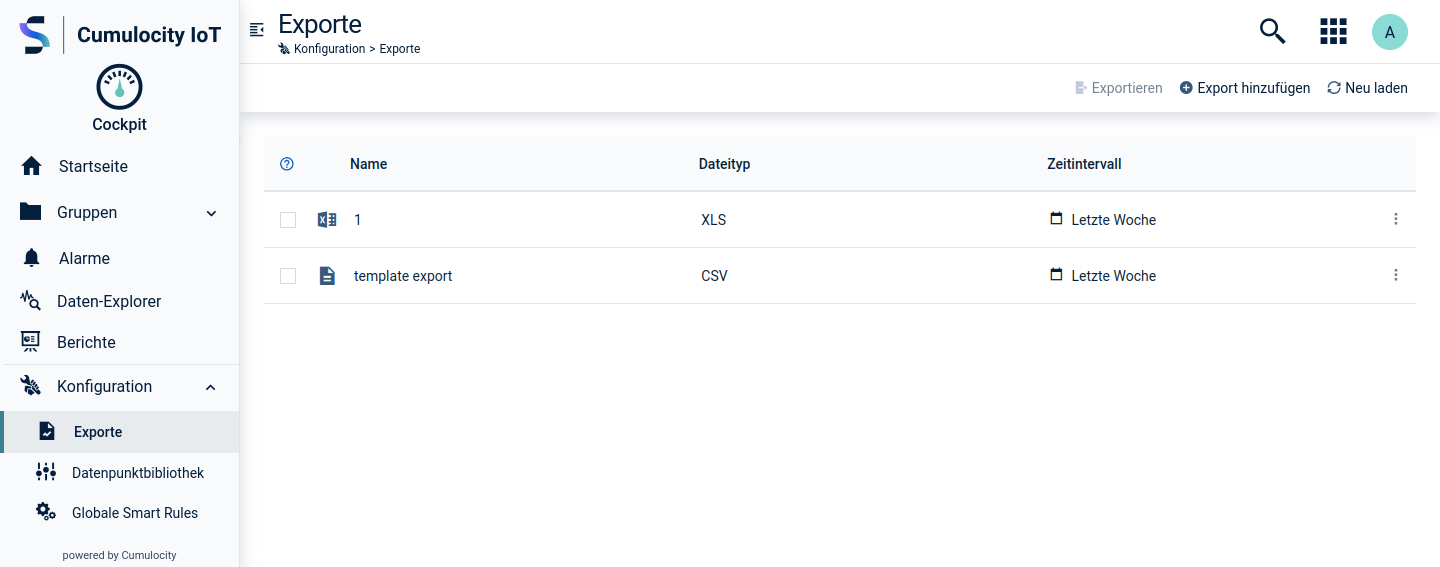 Cumulocity IoT
Cockpit
Startseite
Gruppen
Alarme
Daten-Explorer
Berichte
Konfiguration
Exporte
Datenpunktbibliothek
Globale Smart Rules
powered by Cumulocity
Exporte
Konfiguration > Exporte
A
Exportieren Export hinzufügen Neu laden
Name Dateityp Zeitintervall
1 XLS Letzte Woche
template export CSV Letzte Woche